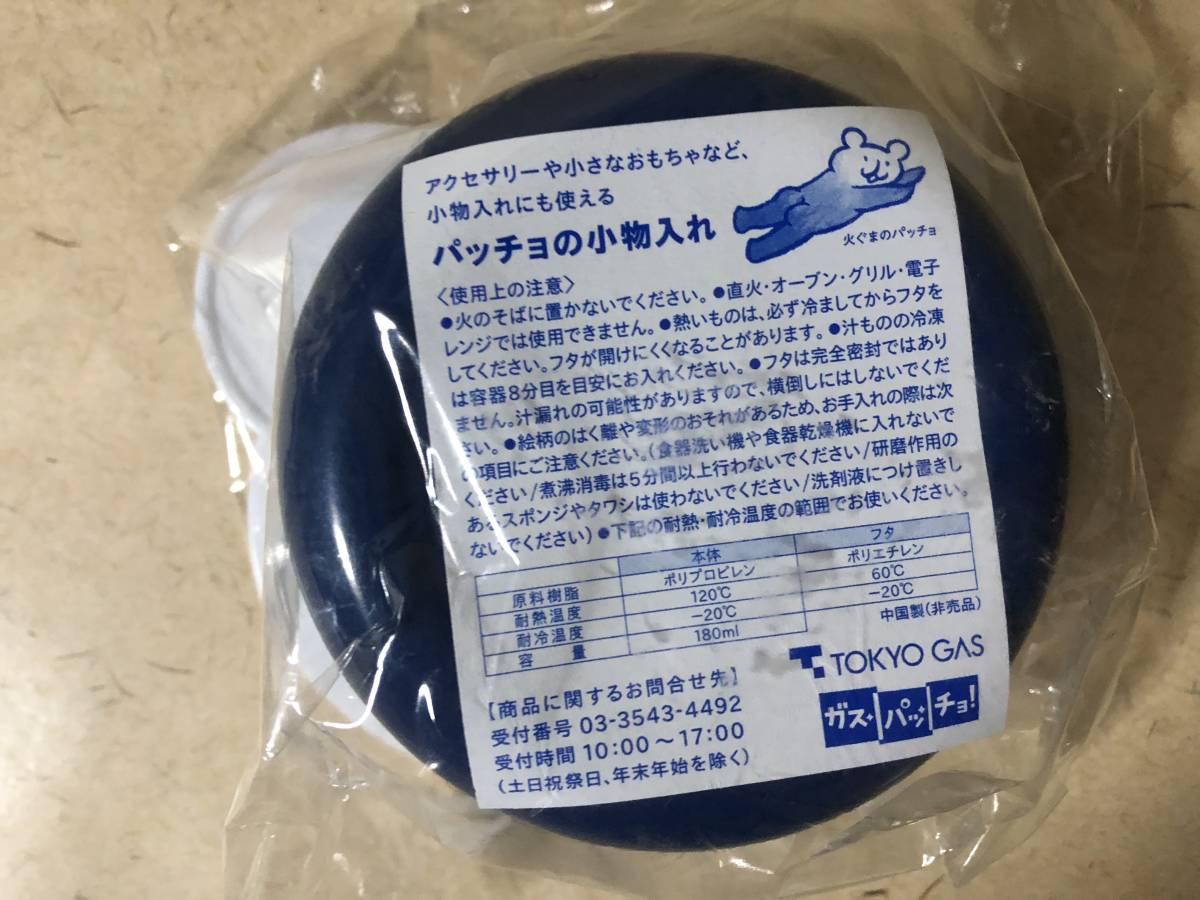 アクセサリーや小さなおもちゃなど、
小物入れにも使える
パッチョの小物入れ
火ぐまのパッチョ
〈使用上の注意〉
●火のそばに置かないでください。●直火・オーブン・グリル・電子
レンジでは使用できません。●熱いものは、必ず冷ましてからフタを
してください。フタが開けにくくなることがあります。●汁ものの冷凍
は容器8分目を目安にお入れください。●フタは完全密封ではあり
ません。汁漏れの可能性がありますので、横倒しにはしないでくだ
さい。●絵柄のはく離や変形のおそれがあるため、お手入れの際は次
の項目にご注意ください。(食器洗い機や食器乾燥機に入れないで
ください/煮沸消毒は5分間以上行わないでください/研磨作用の
あるスポンジやタワシは使わないでください/洗剤液につけ置きし
ないでください)●下記の耐熱・耐冷温度の範囲でお使いください。
本体 フタ
原料樹脂 ポリプロピレン ポリエチレン
耐熱温度 120℃ 60℃
耐冷温度 −20℃ −20℃
容量 180ml
中国製(非売品)
【商品に関するお問合せ先】
受付番号 03-3543-4492
受付時間 10:00〜17:00
(土日祝祭日、年末年始を除く)
TOKYO GAS
ガス・パッ・チョ!